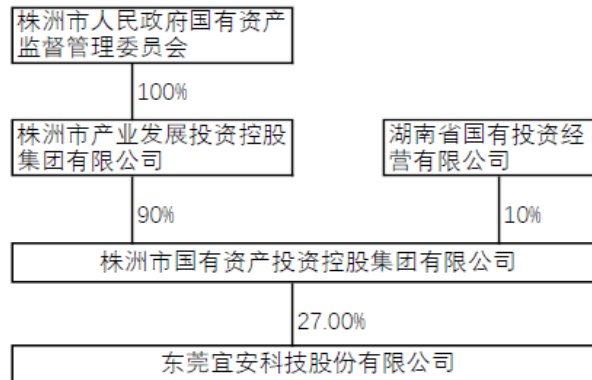 株洲市人民政府国有资产
监督管理委员会
100%
株洲市产业发展投资控股
集团有限公司
湖南省国有投资经
营有限公司
90%
10%
株洲市国有资产投资控股集团有限公司
27.00%
东莞宜安科技股份有限公司